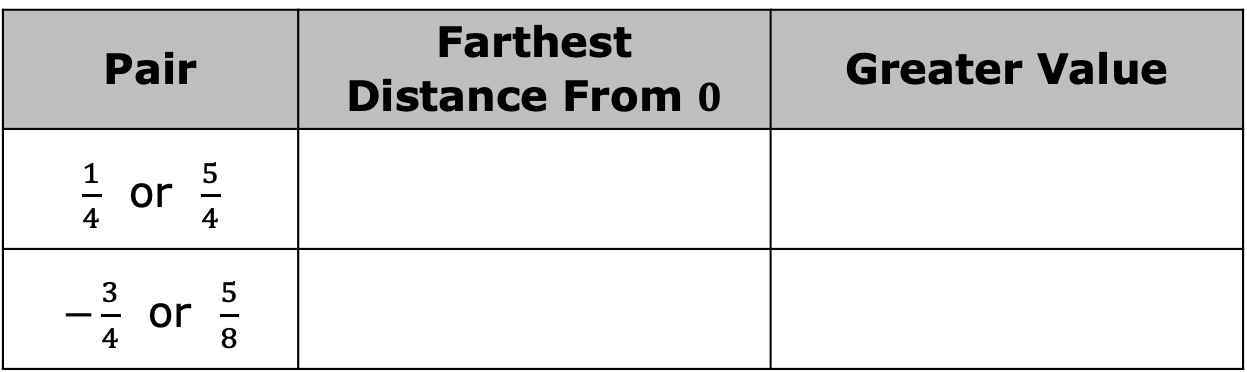 Pair
Farthest
Distance From 0
Greater Value
1/4 or 5/4
−3/4 or 5/8